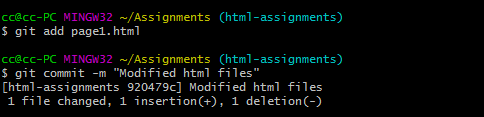 cc@cc-PC MINGW32 ~/Assignments (html-assignments)
$ git add page1.html
cc@cc-PC MINGW32 ~/Assignments (html-assignments)
$ git commit -m "Modified html files"
[html-assignments 920479c] Modified html files
 1 file changed, 1 insertion(+), 1 deletion(-)